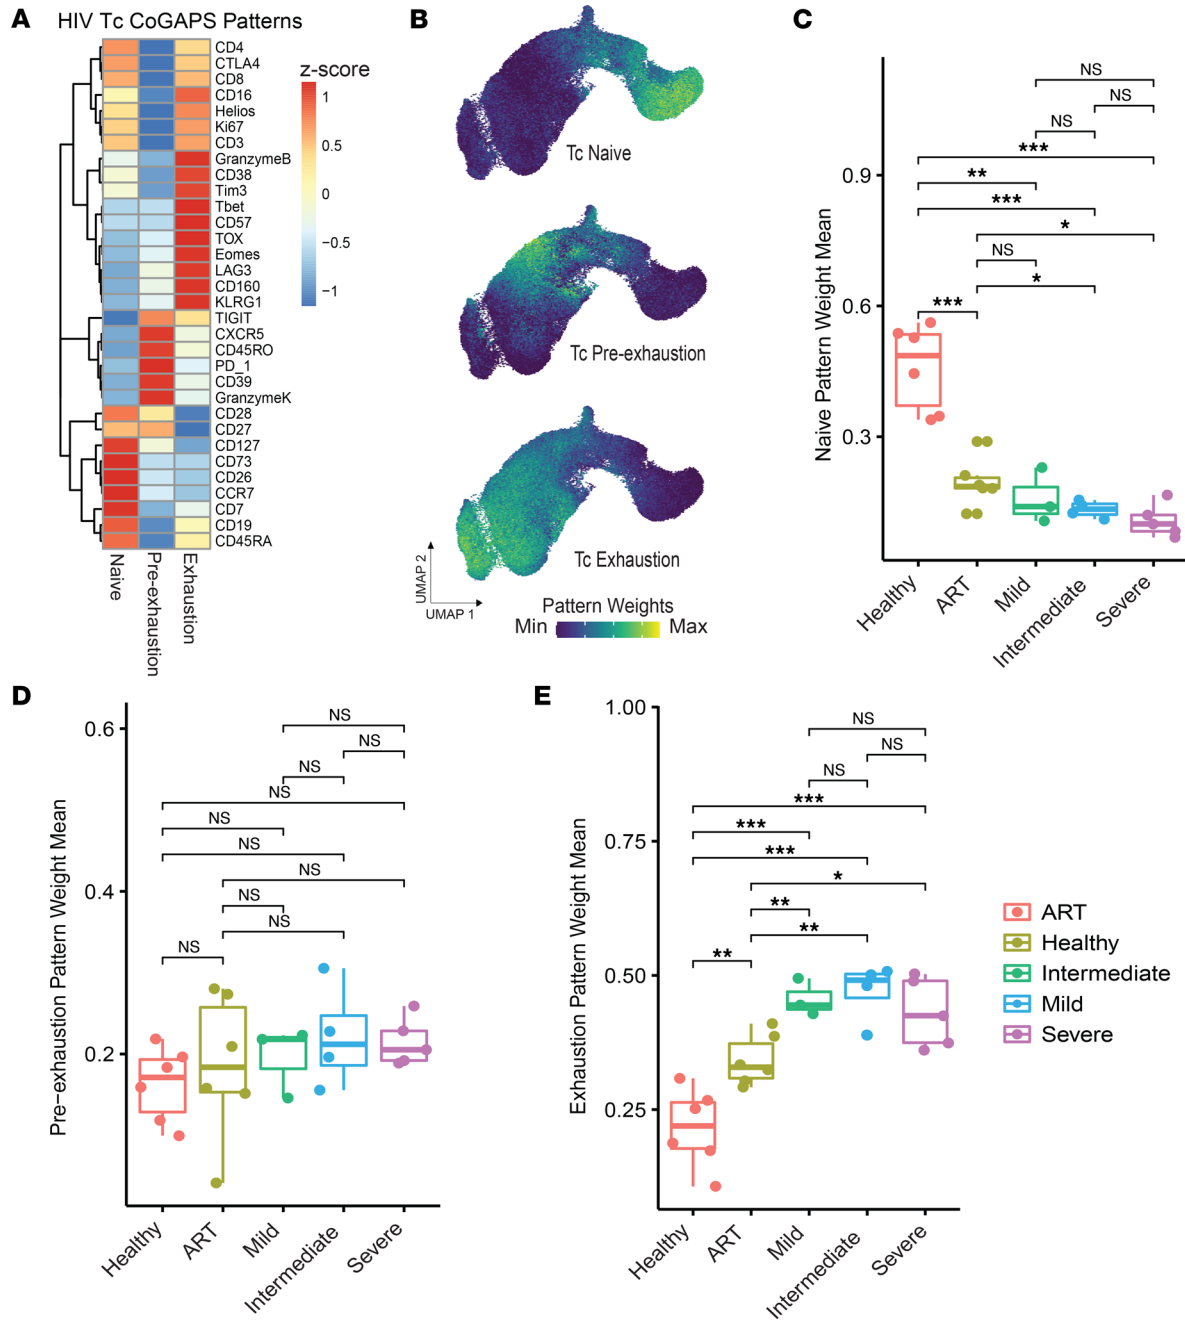 A
HIV Tc CoGAPS Patterns
CD4
CTLA4
CD8
CD16
Helios
Ki67
CD3
GranzymeB
CD38
Tim3
Tbet
CD57
TOX
Eomes
LAG3
CD160
KLRG1
TIGIT
CXCR5
CD45RO
PD_1
CD39
GranzymeK
CD28
CD27
CD127
CD73
CD26
CCR7
CD7
CD19
CD45RA
Naive
Pre-exhaustion
Exhaustion
z-score
1
0.5
0
−0.5
−1
B
Tc Naive
Tc Pre-exhaustion
Tc Exhaustion
UMAP 2
UMAP 1
Pattern Weights
Min
Max
C
Naive Pattern Weight Mean
0.9
0.6
0.3
NS
NS
NS
***
**
***
*
NS
*
***
Healthy
ART
Mild
Intermediate
Severe
D
Pre-exhaustion Pattern Weight Mean
0.6
0.4
0.2
NS
NS
NS
NS
NS
NS
NS
NS
NS
NS
Healthy
ART
Mild
Intermediate
Severe
E
Exhaustion Pattern Weight Mean
1.00
0.75
0.50
0.25
NS
NS
NS
***
***
***
*
**
**
**
Healthy
ART
Mild
Intermediate
Severe
ART
Healthy
Intermediate
Mild
Severe